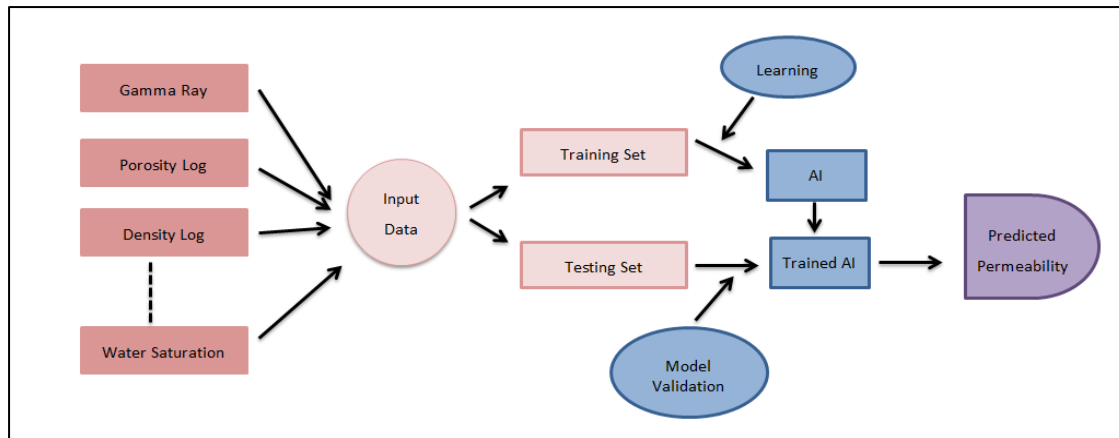 Gamma Ray
Porosity Log
Density Log
Water Saturation
Input
Data
Training Set
Testing Set
Learning
AI
Trained AI
Model
Validation
Predicted
Permeability